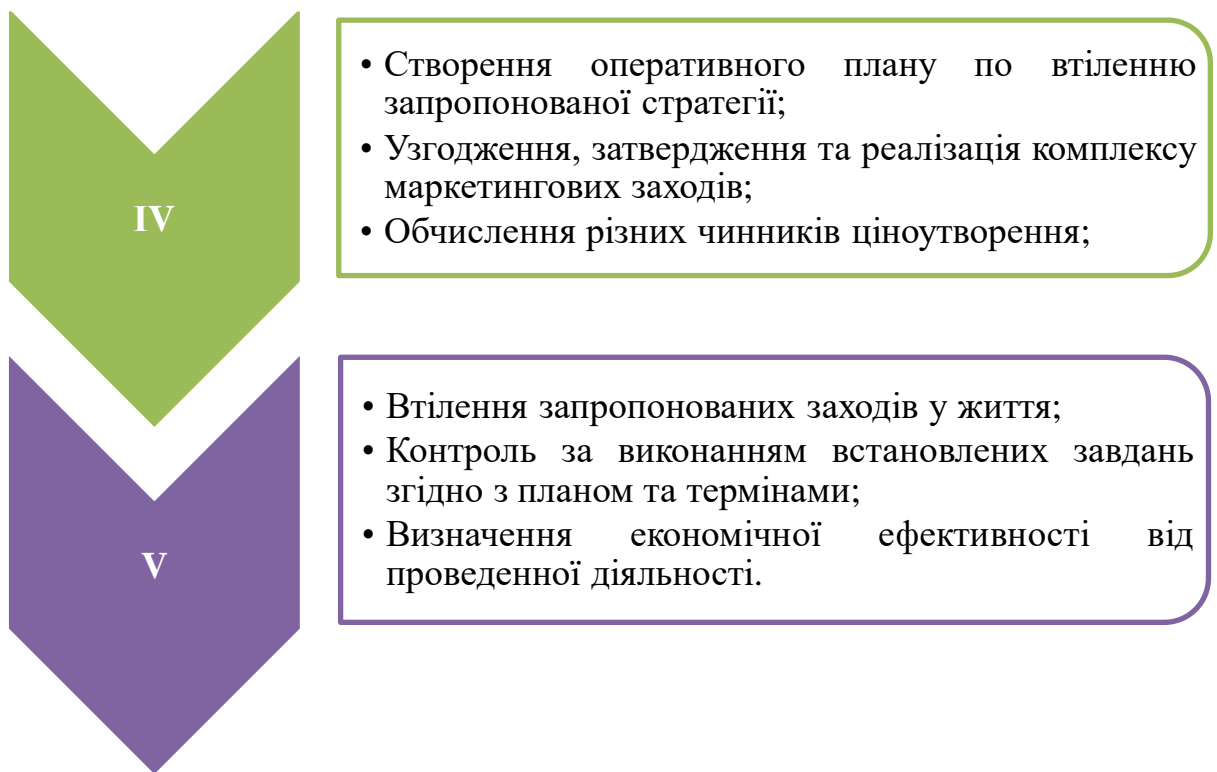 IV
• Створення оперативного плану по втіленню
запропонованої стратегії;
• Узгодження, затвердження та реалізація комплексу
маркетингових заходів;
• Обчислення різних чинників ціноутворення;
V
• Втілення запропонованих заходів у життя;
• Контроль за виконанням встановлених завдань
згідно з планом та термінами;
• Визначення економічної ефективності від
проведенної діяльності.